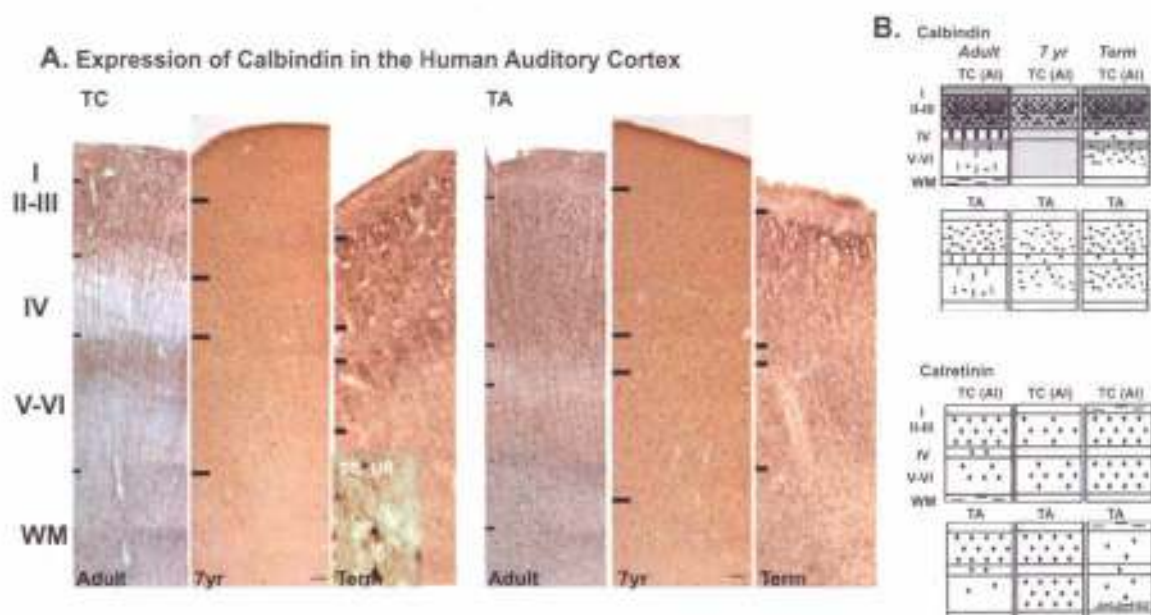 A. Expression of Calbindin in the Human Auditory Cortex
TC
TA
I
II-III
IV
V-VI
WM
Adult
7yr
Term
Adult
7yr
Term
B.
Calbindin
Adult 7 yr Term
TC (AI) TC (AI) TC (AI)
I
II-III
IV
V-VI
WM
TA TA TA
Calretinin
TC (AI) TC (AI) TC (AI)
I
II-III
IV
V-VI
WM
TA TA TA